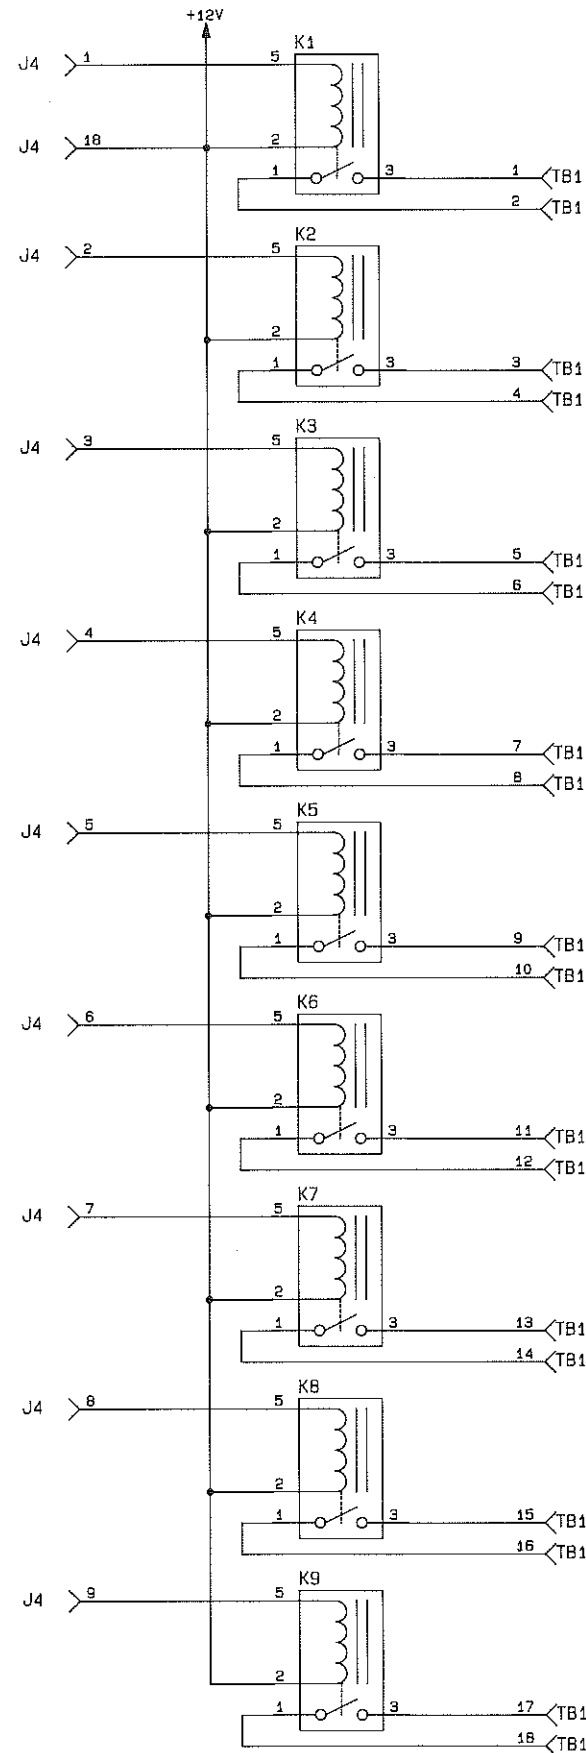 +12V
K1
J4 1 5
J4 18 2
1 3 1 TB1
2 TB1
K2
J4 2 5
2
1 3 3 TB1
4 TB1
K3
J4 3 5
2
1 3 5 TB1
6 TB1
K4
J4 4 5
2
1 3 7 TB1
8 TB1
K5
J4 5 5
2
1 3 9 TB1
10 TB1
K6
J4 6 5
2
1 3 11 TB1
12 TB1
K7
J4 7 5
2
1 3 13 TB1
14 TB1
K8
J4 8 5
2
1 3 15 TB1
16 TB1
K9
J4 9 5
2
1 3 17 TB1
18 TB1